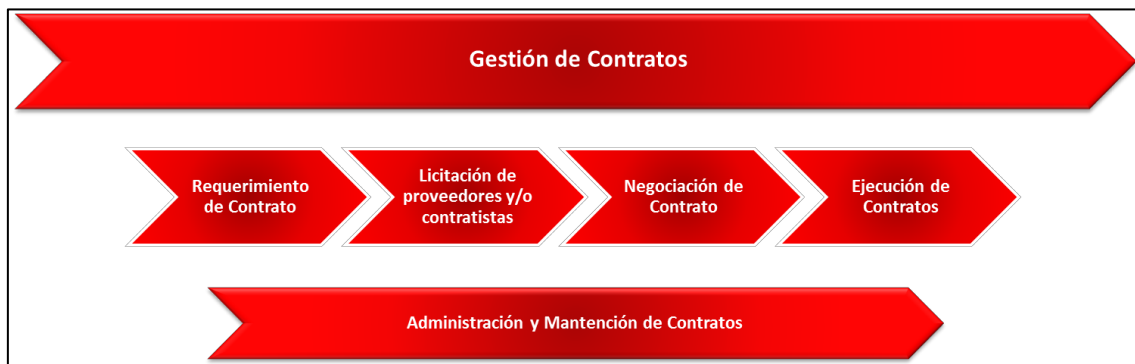 Gestión de Contratos
Requerimiento
de Contrato
Licitación de
proveedores y/o
contratistas
Negociación de
Contrato
Ejecución de
Contratos
Administración y Mantención de Contratos